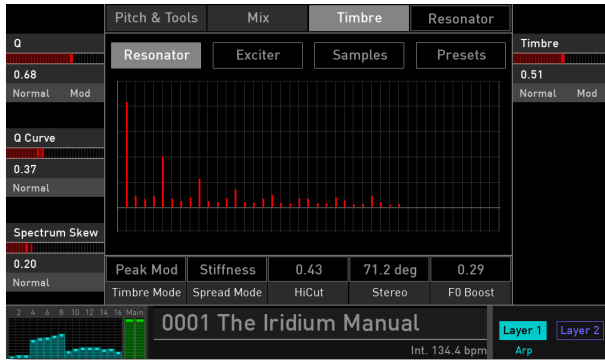 Pitch & Tools Mix Timbre Resonator
Resonator Exciter Samples Presets
Q
0.68
Normal Mod
Q Curve
0.37
Normal
Spectrum Skew
0.20
Normal
Timbre
0.51
Normal Mod
Peak Mod Stiffness 0.43 71.2 deg 0.29
Timbre Mode Spread Mode HiCut Stereo F0 Boost
2 4 6 8 10 12 14 16 Main
0001 The Iridium Manual
Int. 134.4 bpm
Layer 1 Layer 2
Arp